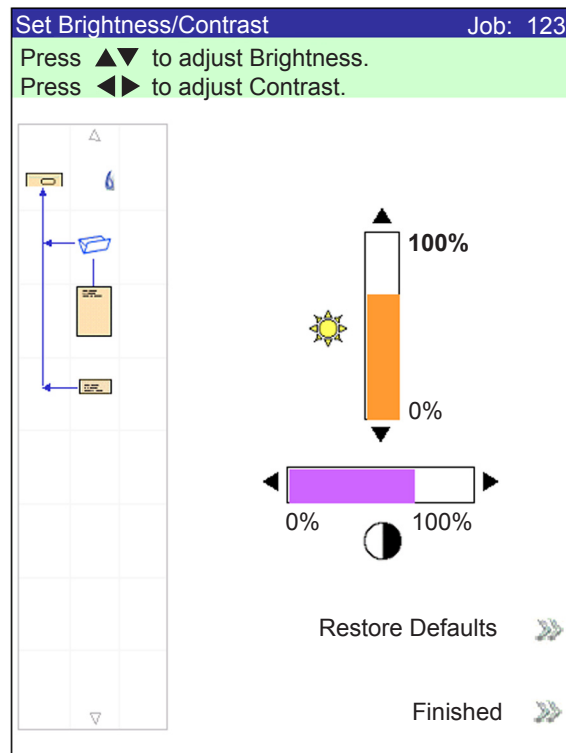 Set Brightness/Contrast Job: 123
Press ▲▼ to adjust Brightness.
Press ◀▶ to adjust Contrast.
100%
0%
0% 100%
Restore Defaults
Finished